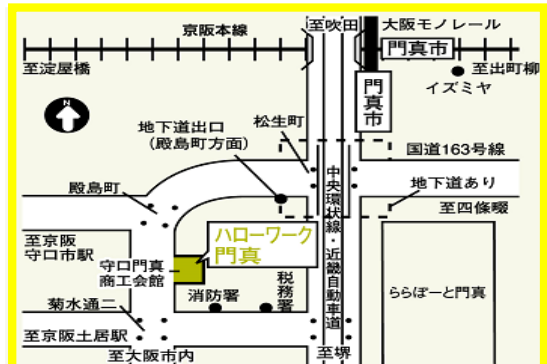 至吹田
大阪モノレール
京阪本線
門真市
至淀屋橋
至出町柳
イズミヤ
門真市
N
地下道出口
(殿島町方面)
松生町
国道163号線
殿島町
地下道あり
至四條畷
中央環状線・近畿自動車道
ハローワーク
門真
至京阪
守口市駅
守口門真
商工会館
消防署
税務署
ららぽーと門真
菊水通二
至京阪土居駅
至大阪市内
至堺